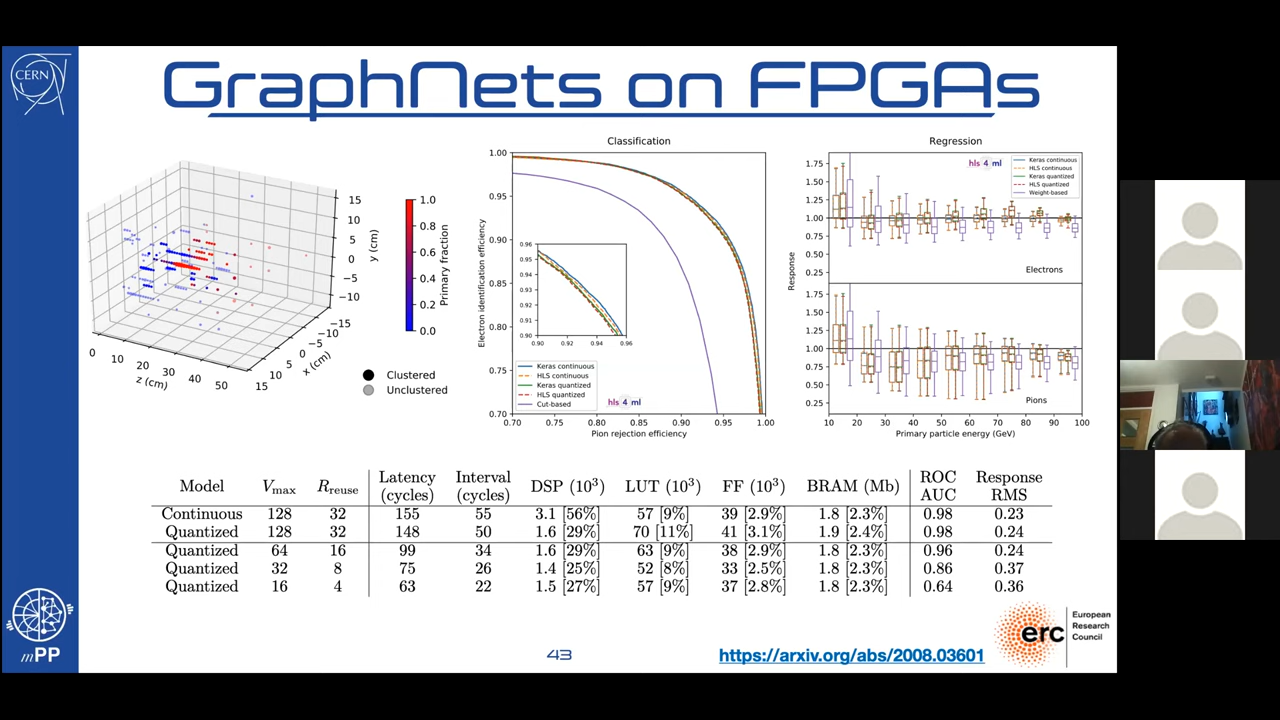 CERN
GraphNets on FPGAs
15
10
5
0
−5
−10
y (cm)
−15
−10
−5
0
5
10
15
x (cm)
0
10
20
30
40
50
z (cm)
1.0
0.8
0.6
0.4
0.2
0.0
Primary fraction
Clustered
Unclustered
Classification
1.00
0.95
0.90
0.85
0.80
0.75
0.70
Electron identification efficiency
0.96
0.95
0.94
0.93
0.92
0.91
0.90
0.90 0.92 0.94 0.96
Keras continuous
HLS continuous
Keras quantized
HLS quantized
Cut-based
hls 4 ml
0.70 0.75 0.80 0.85 0.90 0.95 1.00
Pion rejection efficiency
Regression
hls 4 ml
Keras continuous
HLS continuous
Keras quantized
HLS quantized
Weight-based
1.75
1.50
1.25
1.00
0.75
0.50
0.25
Electrons
Response
1.75
1.50
1.25
1.00
0.75
0.50
0.25
Pions
10 20 30 40 50 60 70 80 90 100
Primary particle energy (GeV)
Model Vmax Rreuse Latency (cycles) Interval (cycles) DSP (10³) LUT (10³) FF (10³) BRAM (Mb) ROC AUC Response RMS
Continuous 128 32 155 55 3.1 [56%] 57 [9%] 39 [2.9%] 1.8 [2.3%] 0.98 0.23
Quantized 128 32 148 50 1.6 [29%] 70 [11%] 41 [3.1%] 1.9 [2.4%] 0.98 0.24
Quantized 64 16 99 34 1.6 [29%] 63 [9%] 38 [2.9%] 1.8 [2.3%] 0.96 0.24
Quantized 32 8 75 26 1.4 [25%] 52 [8%] 33 [2.5%] 1.8 [2.3%] 0.86 0.37
Quantized 16 4 63 22 1.5 [27%] 57 [9%] 37 [2.8%] 1.8 [2.3%] 0.64 0.36
mPP
43
https://arxiv.org/abs/2008.03601
erc
European
Research
Council